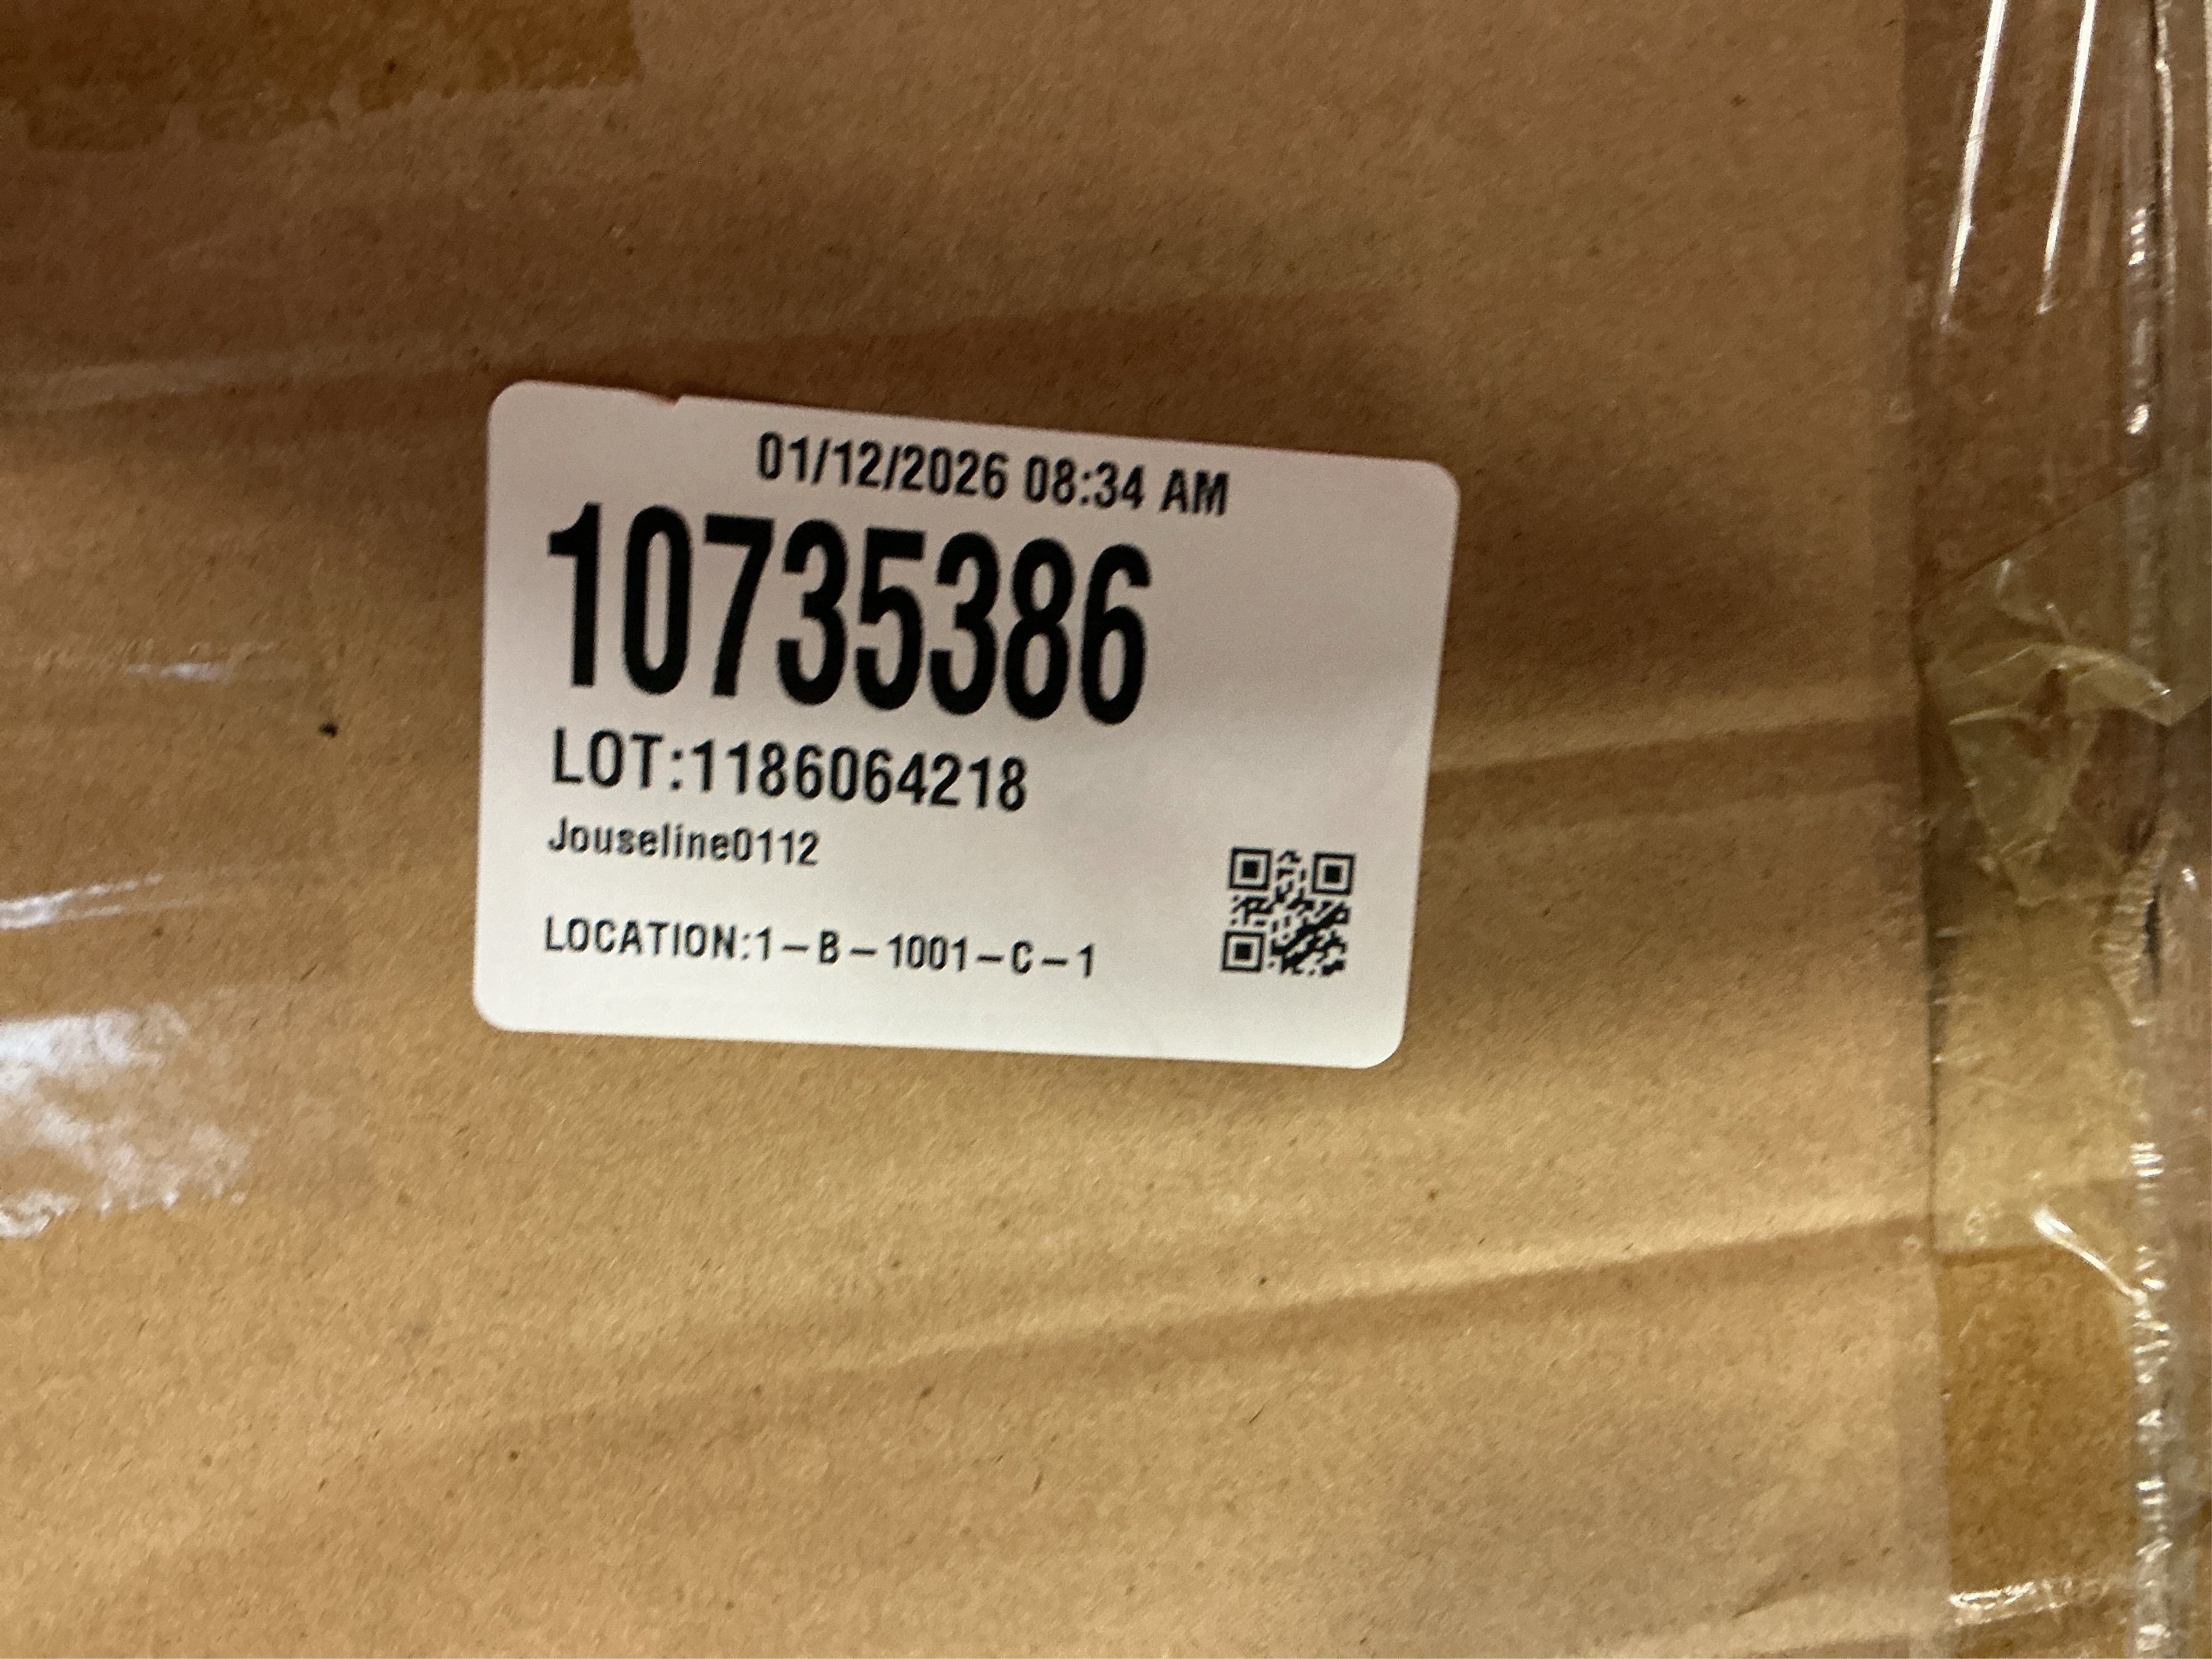 01/12/2026 08:34 AM
10735386
LOT:1186064218
Jouseline0112
LOCATION:1-B-1001-C-1